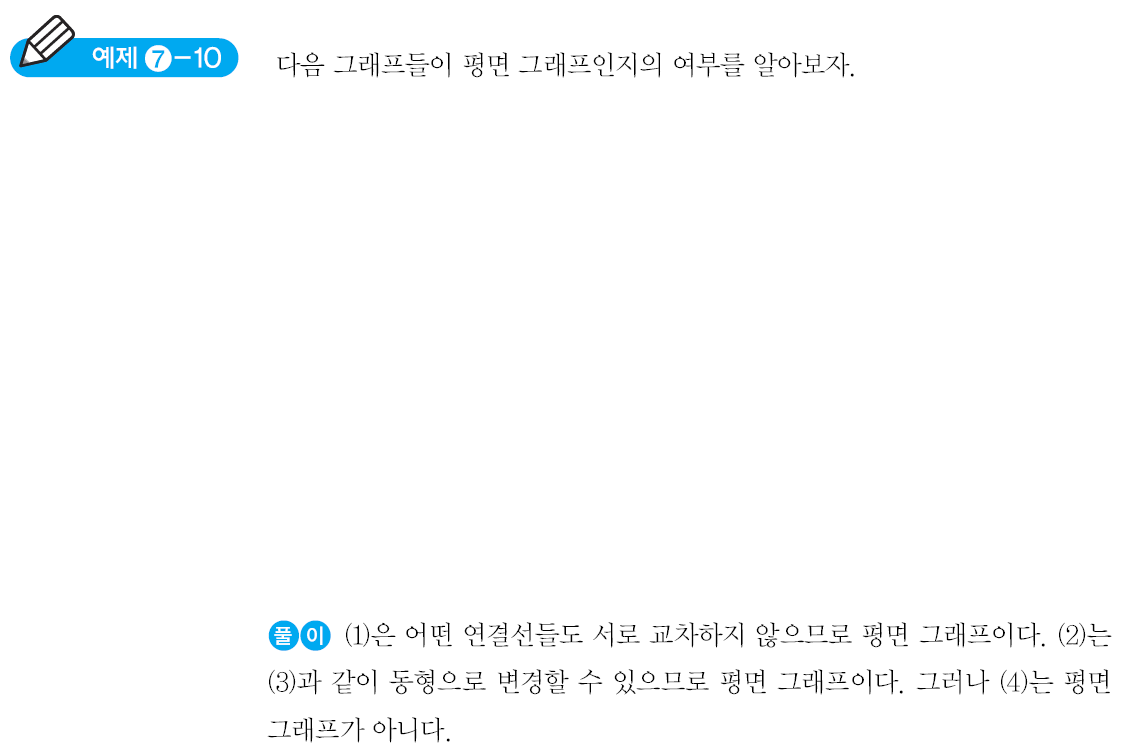 예제 7-10 다음 그래프들이 평면 그래프인지의 여부를 알아보자.
풀이 (1)은 어떤 연결선들도 서로 교차하지 않으므로 평면 그래프이다. (2)는
(3)과 같이 동형으로 변경할 수 있으므로 평면 그래프이다. 그러나 (4)는 평면
그래프가 아니다.